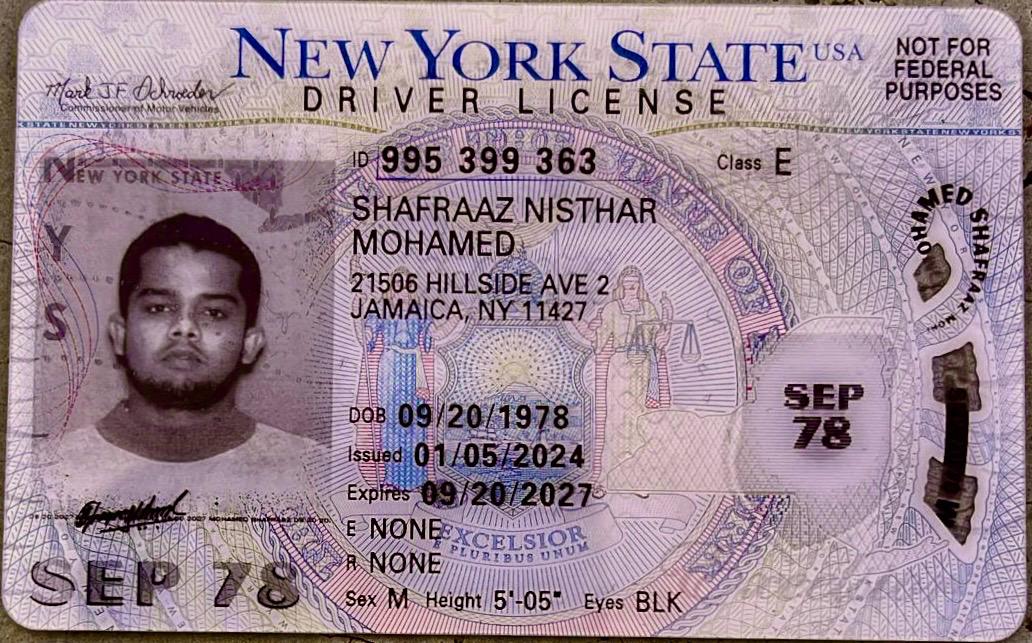 NEW YORK STATE USA
DRIVER LICENSE
NOT FOR
FEDERAL
PURPOSES
Mark J.F. Schroeder
Commissioner of Motor Vehicles
NEW YORK STATE
N
Y
S
ID 995 399 363
Class E
SHAFRAAZ NISTHAR
MOHAMED
21506 HILLSIDE AVE 2
JAMAICA, NY 11427
DOB 09/20/1978
Issued 01/05/2024
Expires 09/20/2027
E NONE
R NONE
Sex M Height 5'-05" Eyes BLK
EXCELSIOR
E PLURIBUS UNUM
SEP 78
SEP
78
OHAMED SHAFRAAZ